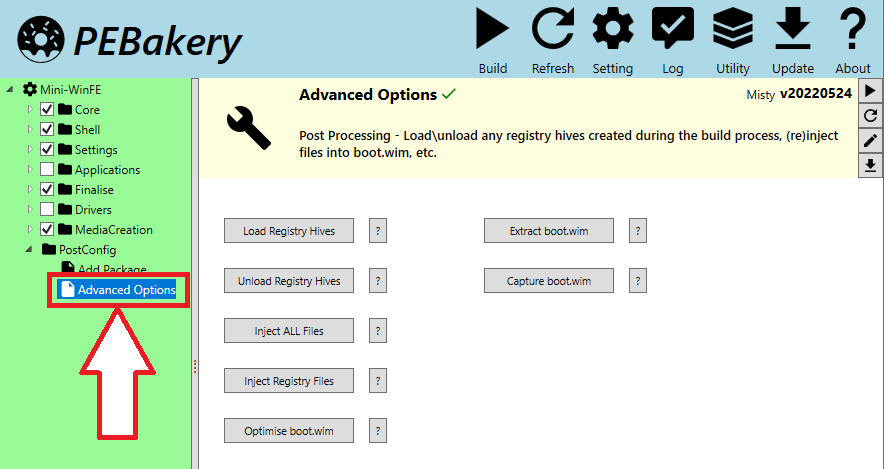 PEBakery
Build
Refresh
Setting
Log
Utility
Update
About
Mini-WinFE
Core
Shell
Settings
Applications
Finalise
Drivers
MediaCreation
PostConfig
Add Package
Advanced Options
Advanced Options
Misty v20220524
Post Processing - Load\unload any registry hives created during the build process, (re)inject
files into boot.wim, etc.
Load Registry Hives ?
Extract boot.wim ?
Unload Registry Hives ?
Capture boot.wim ?
Inject ALL Files ?
Inject Registry Files ?
Optimise boot.wim ?